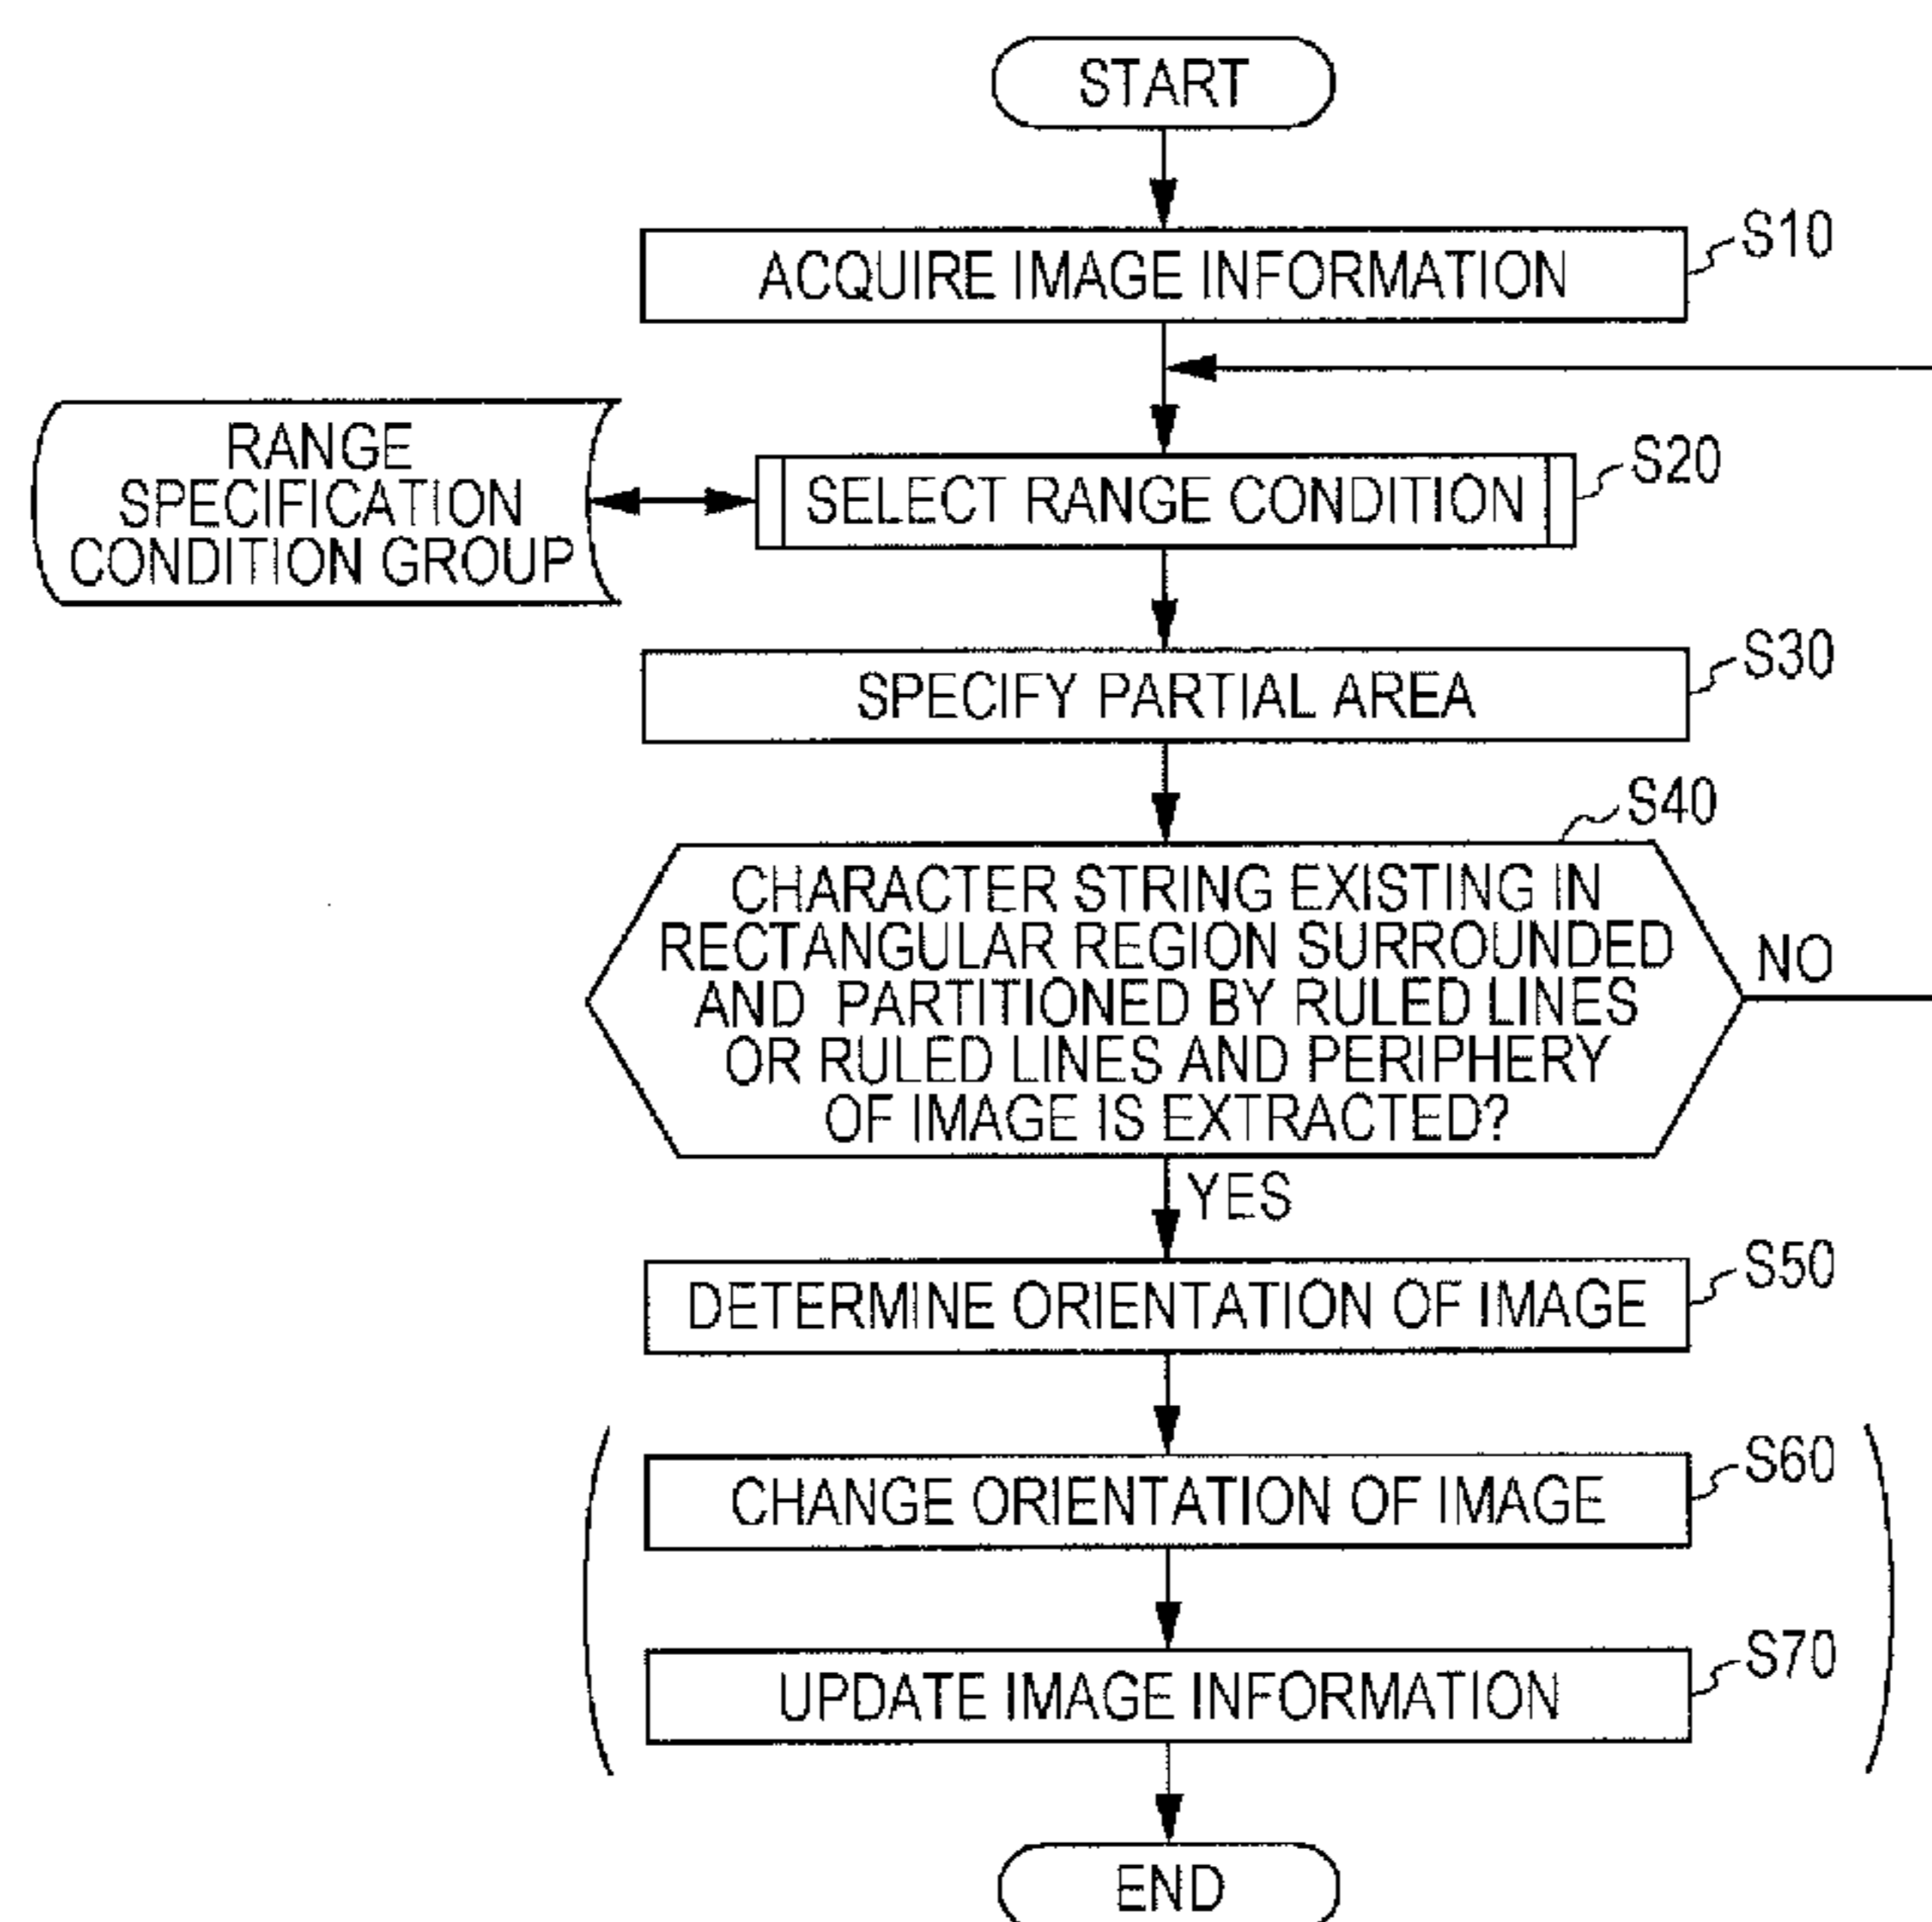 START
ACQUIRE IMAGE INFORMATION
S10
RANGE
SPECIFICATION
CONDITION GROUP
SELECT RANGE CONDITION
S20
SPECIFY PARTIAL AREA
S30
S40
CHARACTER STRING EXISTING IN
RECTANGULAR REGION SURROUNDED
AND PARTITIONED BY RULED LINES
OR RULED LINES AND PERIPHERY
OF IMAGE IS EXTRACTED?
NO
YES
DETERMINE ORIENTATION OF IMAGE
S50
CHANGE ORIENTATION OF IMAGE
S60
UPDATE IMAGE INFORMATION
S70
END